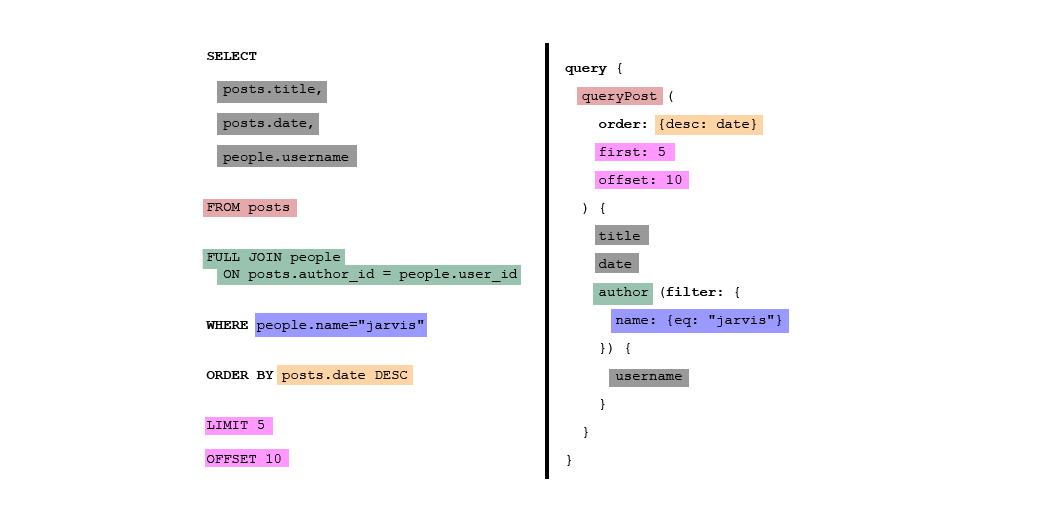 SELECT
posts.title,
posts.date,
people.username
FROM posts
FULL JOIN people
ON posts.author_id = people.user_id
WHERE people.name="jarvis"
ORDER BY posts.date DESC
LIMIT 5
OFFSET 10
query {
queryPost (
order: {desc: date}
first: 5
offset: 10
) {
title
date
author (filter: {
name: {eq: "jarvis"}
}) {
username
}
}
}